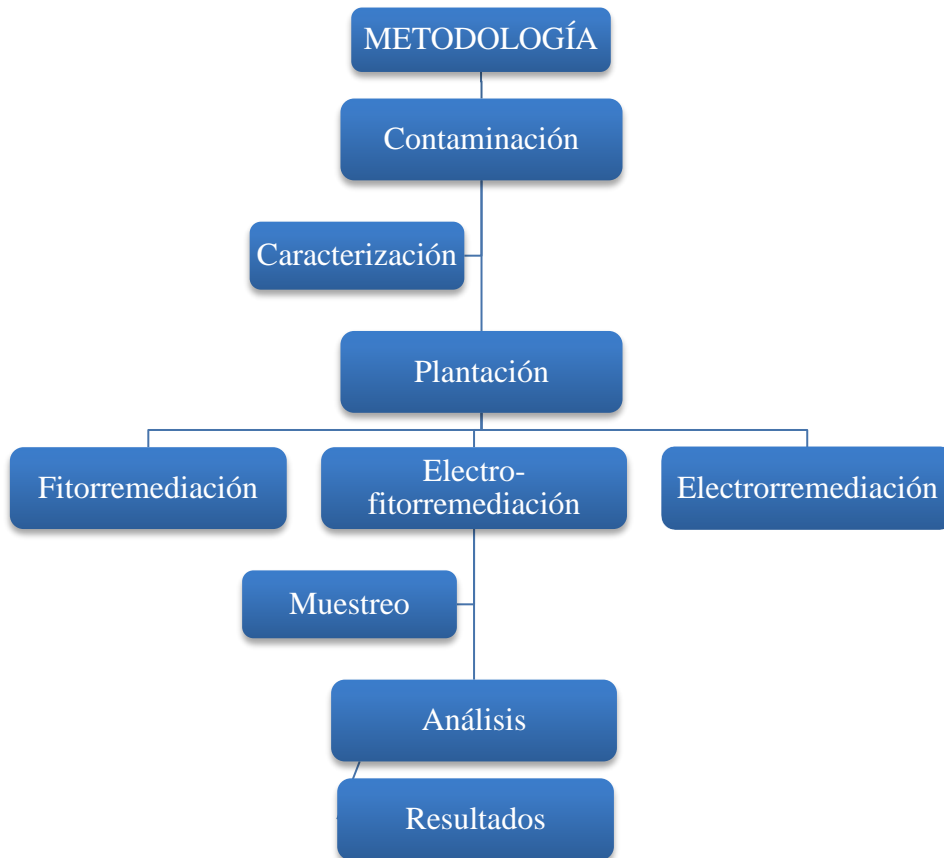 METODOLOGÍA
Contaminación
Caracterización
Plantación
Fitorremediación
Electro-
fitorremediación
Electrorremediación
Muestreo
Análisis
Resultados